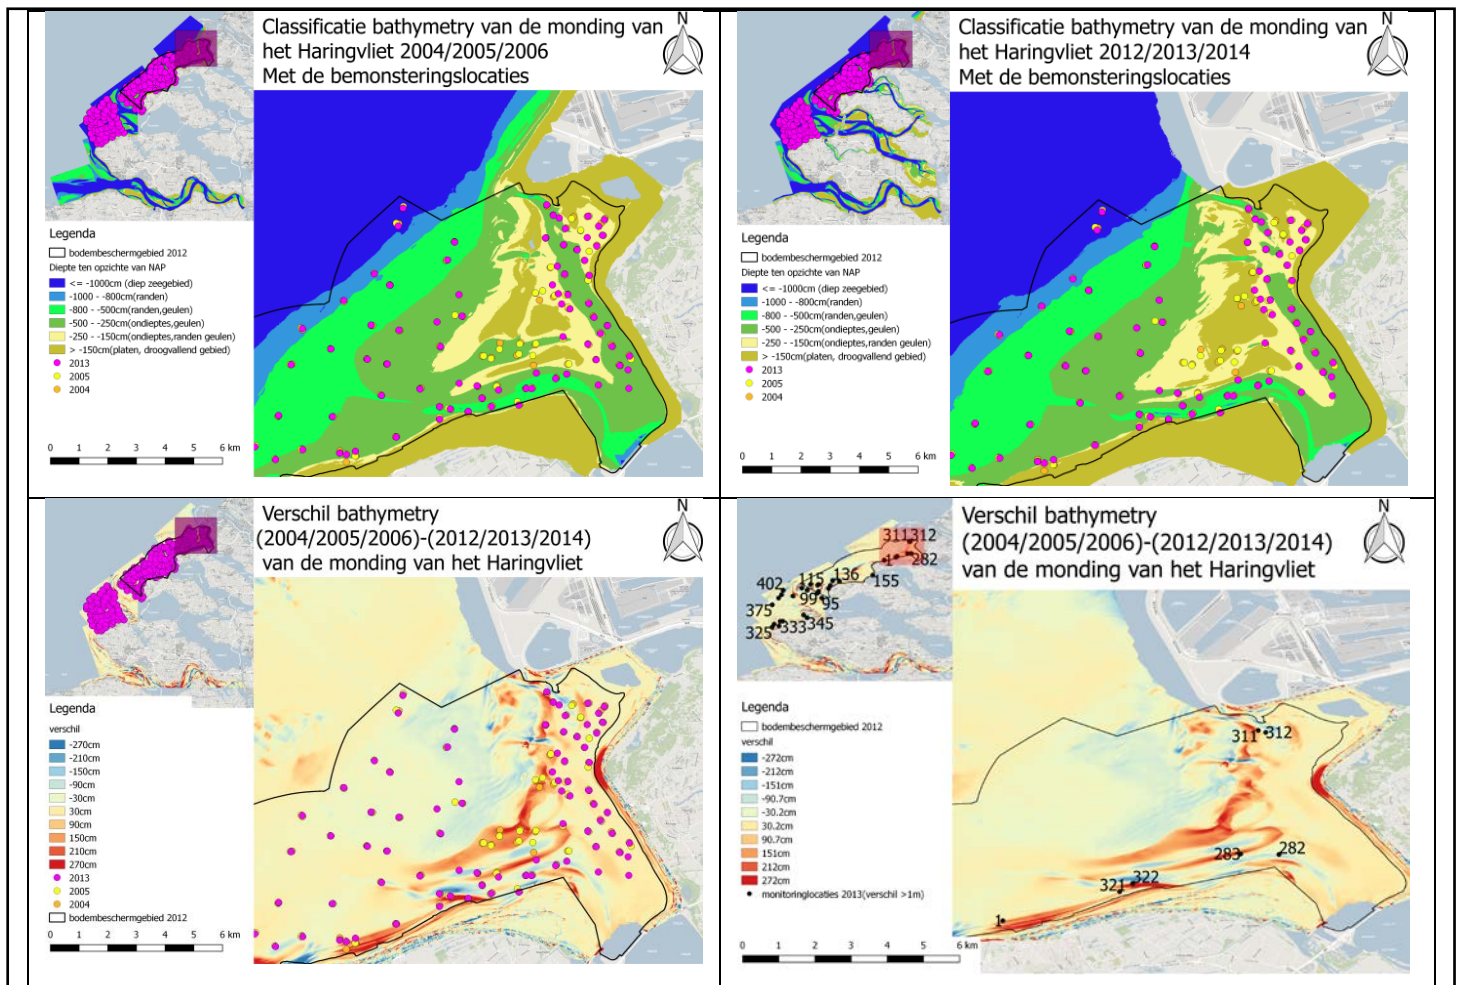 Classificatie bathymetry van de monding van
het Haringvliet 2004/2005/2006
Met de bemonsteringslocaties
N
Legenda
bodembeschermgebied 2012
Diepte ten opzichte van NAP
<= -1000cm (diep zeegebied)
-1000 - -800cm(randen)
-800 - -500cm(randen,geulen)
-500 - -250cm(ondieptes,geulen)
-250 - -150cm(ondieptes,randen geulen)
> -150cm(platen, droogvallend gebied)
2013
2005
2004
0 1 2 3 4 5 6 km
Classificatie bathymetry van de monding van
het Haringvliet 2012/2013/2014
Met de bemonsteringslocaties
N
Legenda
bodembeschermgebied 2012
Diepte ten opzichte van NAP
<= -1000cm (diep zeegebied)
-1000 - -800cm(randen)
-800 - -500cm(randen,geulen)
-500 - -250cm(ondieptes,geulen)
-250 - -150cm(ondieptes,randen geulen)
> -150cm(platen, droogvallend gebied)
2013
2005
2004
0 1 2 3 4 5 6 km
Verschil bathymetry
(2004/2005/2006)-(2012/2013/2014)
van de monding van het Haringvliet
N
Legenda
verschil
-270cm
-210cm
-150cm
-90cm
-30cm
30cm
90cm
150cm
210cm
270cm
2013
2005
2004
bodembeschermgebied 2012
0 1 2 3 4 5 6 km
Verschil bathymetry
(2004/2005/2006)-(2012/2013/2014)
van de monding van het Haringvliet
N
311 312
1 282
402 115 136 155
375 99 95
325 333 345
Legenda
bodembeschermgebied 2012
verschil
-272cm
-212cm
-151cm
-90.7cm
-30.2cm
30.2cm
90.7cm
151cm
212cm
272cm
monitoringlocaties 2013(verschil >1m)
0 1 2 3 4 5 6 km
311 312
283 282
321 322
1